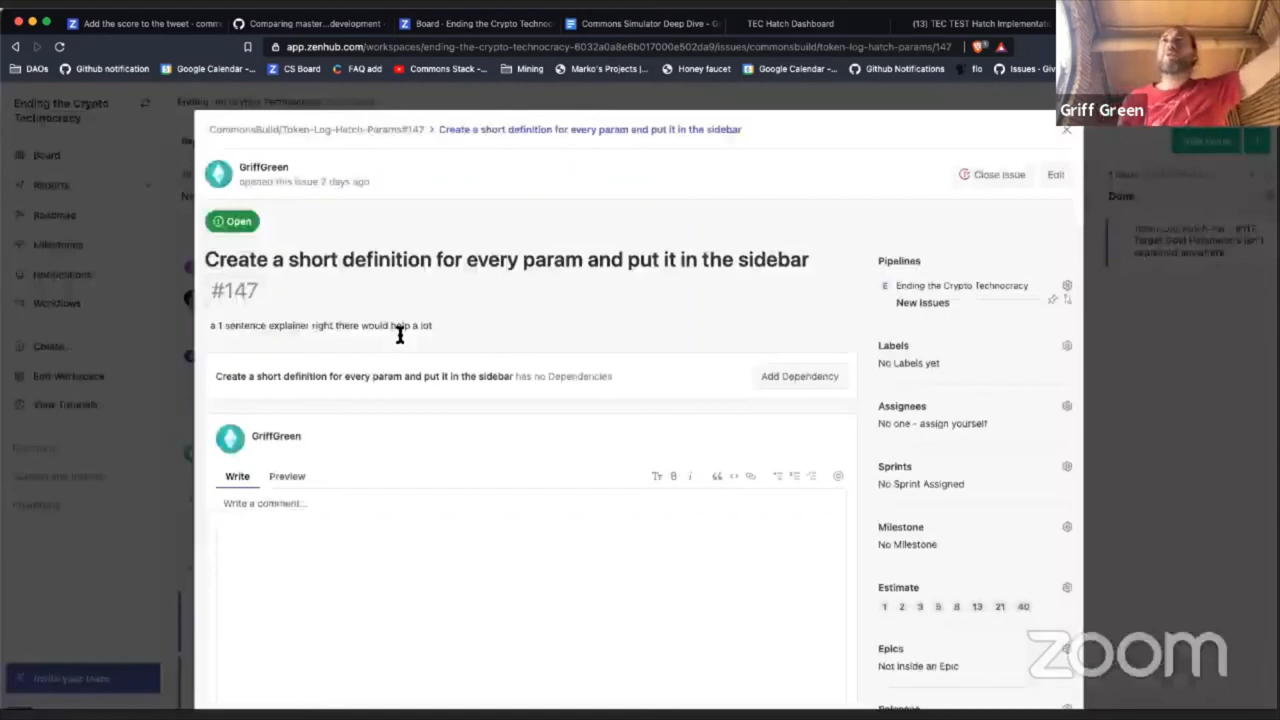 Add the score to the tweet · comm
Comparing master...development ·
Board · Ending the Crypto Technoc
Commons Simulator Deep Dive - G
TEC Hatch Dashboard
(13) TEC TEST Hatch Implementat
app.zenhub.com/workspaces/ending-the-crypto-technocracy-6032a0a8e6b017000e502da9/issues/commonsbuild/token-log-hatch-params/147
DAOs
Github notification
Google Calendar -...
CS Board
FAQ add
Commons Stack -...
Mining
Marko's Projects |...
Honey faucet
Google Calendar -...
Github Notifications
flo
Issues · Giv
Griff Green
Ending the Crypto
Technocracy
Board
Reports
Roadmap
Milestones
Notifications
Workflows
Create...
Edit Workspace
View Tutorials
Invite your team
CommonsBuild/Token-Log-Hatch-Params#147 > Create a short definition for every param and put it in the sidebar
GriffGreen
opened this issue 7 days ago
Close Issue
Edit
Open
Create a short definition for every param and put it in the sidebar
#147
a 1 sentence explainer right there would help a lot
Create a short definition for every param and put it in the sidebar has no Dependencies
Add Dependency
GriffGreen
Write
Preview
Write a comment...
Pipelines
E Ending the Crypto Technocracy
New Issues
Labels
No Labels yet
Assignees
No one - assign yourself
Sprints
No Sprint Assigned
Milestone
No Milestone
Estimate
1 2 3 5 8 13 21 40
Epics
Not inside an Epic
Done
zoom